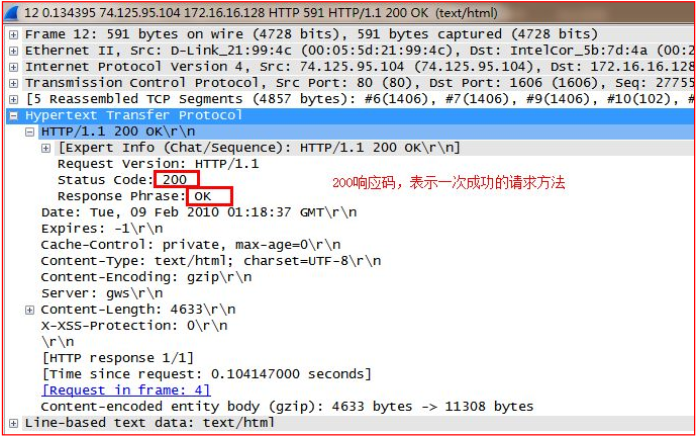 12 0.134395 74.125.95.104 172.16.16.128 HTTP 591 HTTP/1.1 200 OK (text/html)
Frame 12: 591 bytes on wire (4728 bits), 591 bytes captured (4728 bits)
Ethernet II, Src: D-Link_21:99:4c (00:05:5d:21:99:4c), Dst: IntelCor_5b:7d:4a (00:2
Internet Protocol Version 4, Src: 74.125.95.104 (74.125.95.104), Dst: 172.16.16.128
Transmission Control Protocol, Src Port: 80 (80), Dst Port: 1606 (1606), Seq: 27755
[5 Reassembled TCP Segments (4857 bytes): #6(1406), #7(1406), #9(1406), #10(102), #
Hypertext Transfer Protocol
HTTP/1.1 200 OK\r\n
[Expert Info (Chat/Sequence): HTTP/1.1 200 OK\r\n]
Request Version: HTTP/1.1
Status Code: 200 200响应码，表示一次成功的请求方法
Response Phrase: OK
Date: Tue, 09 Feb 2010 01:18:37 GMT\r\n
Expires: -1\r\n
Cache-Control: private, max-age=0\r\n
Content-Type: text/html; charset=UTF-8\r\n
Content-Encoding: gzip\r\n
Server: gws\r\n
Content-Length: 4633\r\n
X-XSS-Protection: 0\r\n
\r\n
[HTTP response 1/1]
[Time since request: 0.104147000 seconds]
[Request in frame: 4]
Content-encoded entity body (gzip): 4633 bytes -> 11308 bytes
Line-based text data: text/html